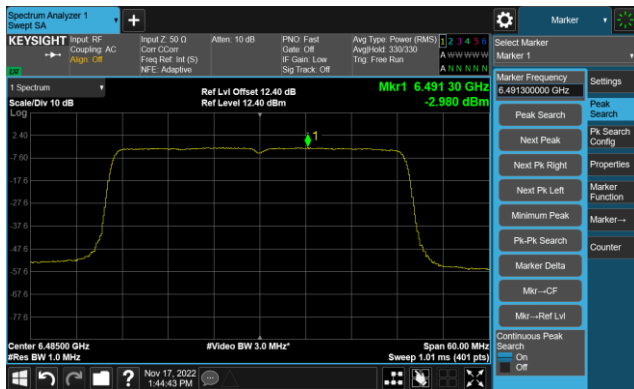 Spectrum Analyzer 1
Swept SA
Marker
KEYSIGHT
Input: RF
Coupling: AC
Align: Off
Input Z: 50 Ω
Corr CCorr
Freq Ref: Int (S)
NFE: Adaptive
Atten: 10 dB
PNO: Fast
Gate: Off
IF Gain: Low
Sig Track: Off
Avg Type: Power (RMS)
Avg|Hold: 330/330
Trig: Free Run
1 2 3 4 5 6
A W W W W W
A N N N N N
Select Marker
Marker 1
1 Spectrum
Scale/Div 10 dB
Log
Ref Lvl Offset 12.40 dB
Ref Level 12.40 dBm
Mkr1 6.491 30 GHz
-2.980 dBm
Marker Frequency
6.491300000 GHz
Peak Search
Next Peak
Next Pk Right
Next Pk Left
Minimum Peak
Pk-Pk Search
Marker Delta
Mkr→CF
Mkr→Ref Lvl
Continuous Peak
Search
On
Off
Settings
Peak
Search
Pk Search
Config
Properties
Marker
Function
Marker→
Counter
1
2.40
-7.60
-17.6
-27.6
-37.6
-47.6
-57.6
-67.6
-77.6
Center 6.48500 GHz
#Res BW 1.0 MHz
#Video BW 3.0 MHz*
Span 60.00 MHz
Sweep 1.01 ms (401 pts)
?
Nov 17, 2022
1:44:43 PM